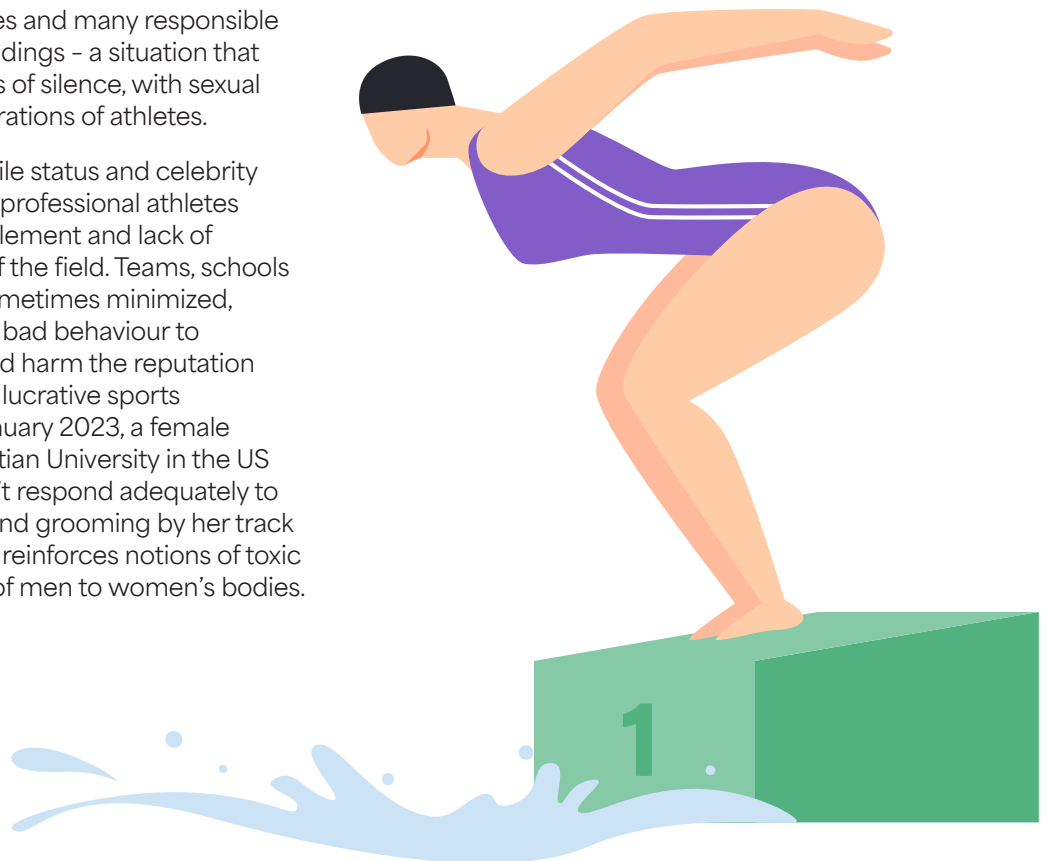 es and many responsible
dings – a situation that
s of silence, with sexual
rations of athletes.
ile status and celebrity
professional athletes
lement and lack of
f the field. Teams, schools
metimes minimized,
bad behaviour to
d harm the reputation
lucrative sports
nuary 2023, a female
tian University in the US
’t respond adequately to
nd grooming by her track
reinforces notions of toxic
of men to women’s bodies.
1